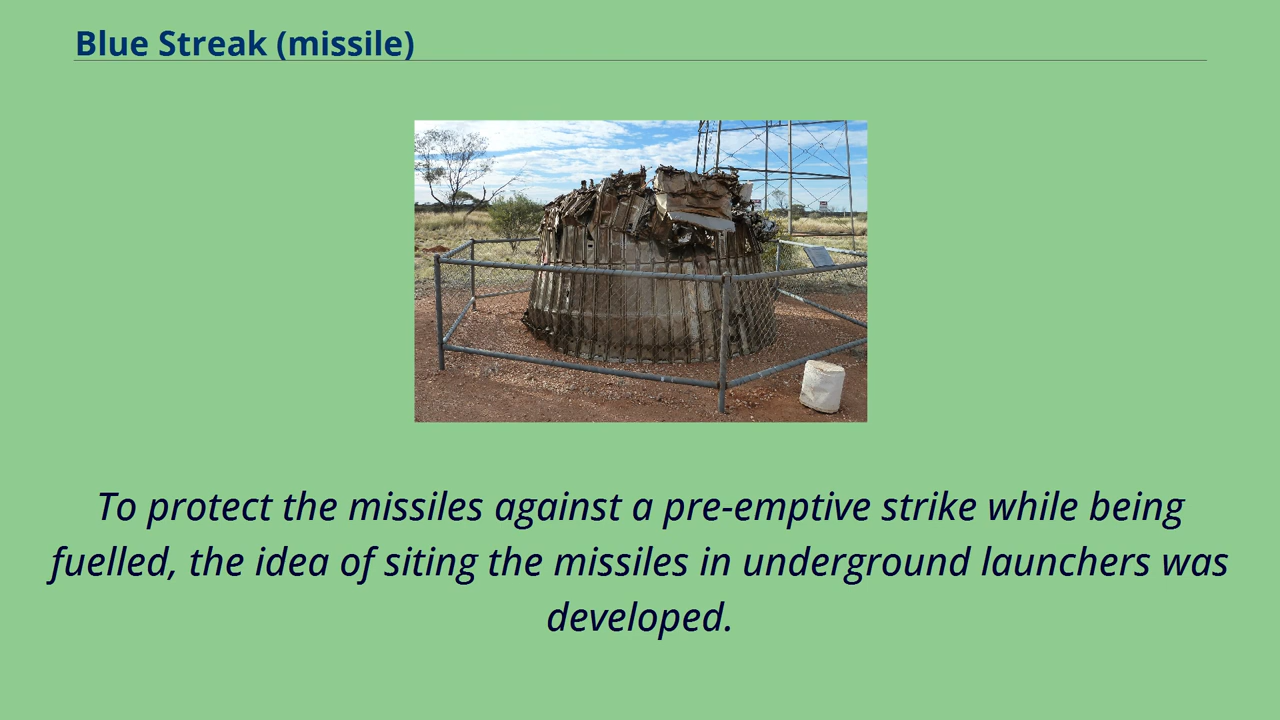 Blue Streak (missile)
To protect the missiles against a pre-emptive strike while being
fuelled, the idea of siting the missiles in underground launchers was
developed.